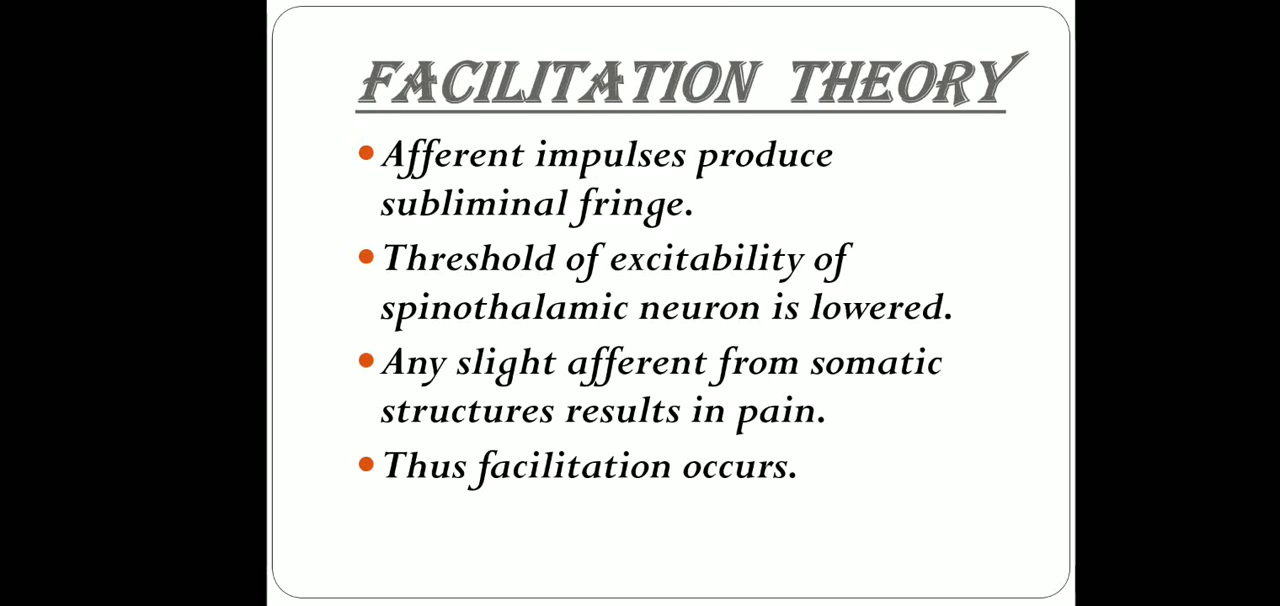 FACILITATION THEORY
• Afferent impulses produce
subliminal fringe.
• Threshold of excitability of
spinothalamic neuron is lowered.
• Any slight afferent from somatic
structures results in pain.
• Thus facilitation occurs.